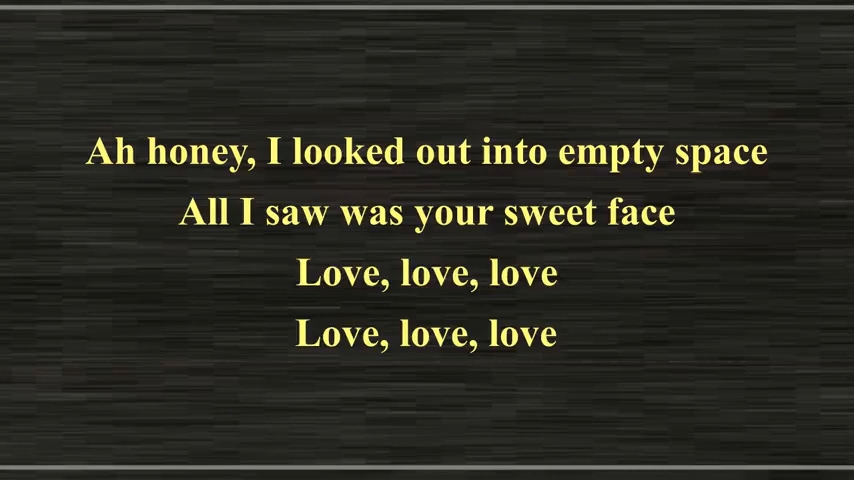 Ah honey, I looked out into empty space
All I saw was your sweet face
Love, love, love
Love, love, love